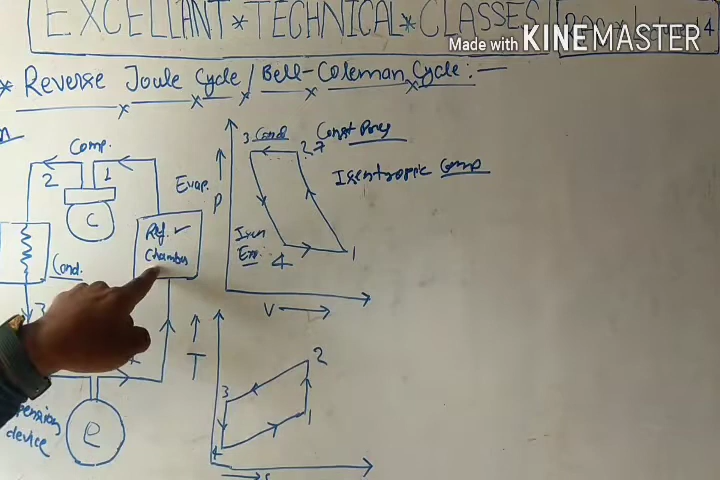 EXCELLANT * TECHNICAL * CLASSES
Made with KINEMASTER
* Reverse Joule Cycle / Bell-Coleman Cycle :-
Comp.
2
1
C
Evap.
Ref. ✓
Chamber
Cond.
3
device
e
3 Cond
2
Const Pres
Isentropic Comp
P
Isen
Exp.
4
1
V
T
2
3
1
4
s